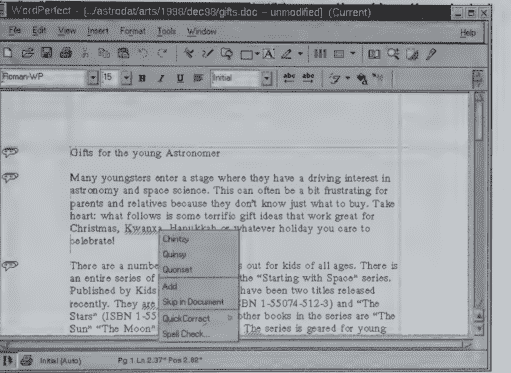 WordPerfect - [../astrodat/arts/1998/dec98/gifts.doc - unmodified] (Current)
File Edit View Insert Format Tools Window Help
Roman-WP 15 B I U Initial abc abc
Gifts for the young Astronomer
Many youngsters enter a stage where they have a driving interest in
astronomy and space science. This can often be a bit frustrating for
parents and relatives because they don't know just what to buy. Take
heart: what follows is some terrific gift ideas that work great for
Christmas, Kwanxa, Hanukkah or whatever holiday you care to
celebrate!
Chintzy
Quinsy
Quonset
Add
Skip in Document
QuickCorrect
Spell Check...
There are a numbe out for kids of all ages. There is
an entire series of the "Starting with Space" series.
Published by Kids have been two titles released
recently. They are BN 1-55074-512-3) and "The
Stars" (ISBN 1-55 other books in the series are "The
Sun" "The Moon" The series is geared for young
Initial (Auto) Pg 1 Ln 2.37" Pos 2.82"